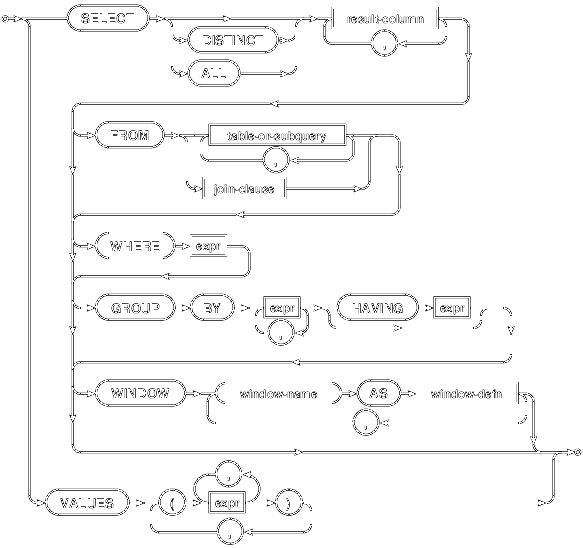 SELECT result-column
DISTINCT ,
ALL
FROM table-or-subquery
,
join-clause
WHERE expr
GROUP BY expr HAVING expr
,
WINDOW window-name AS window-defn
,
,
VALUES ( expr )
,